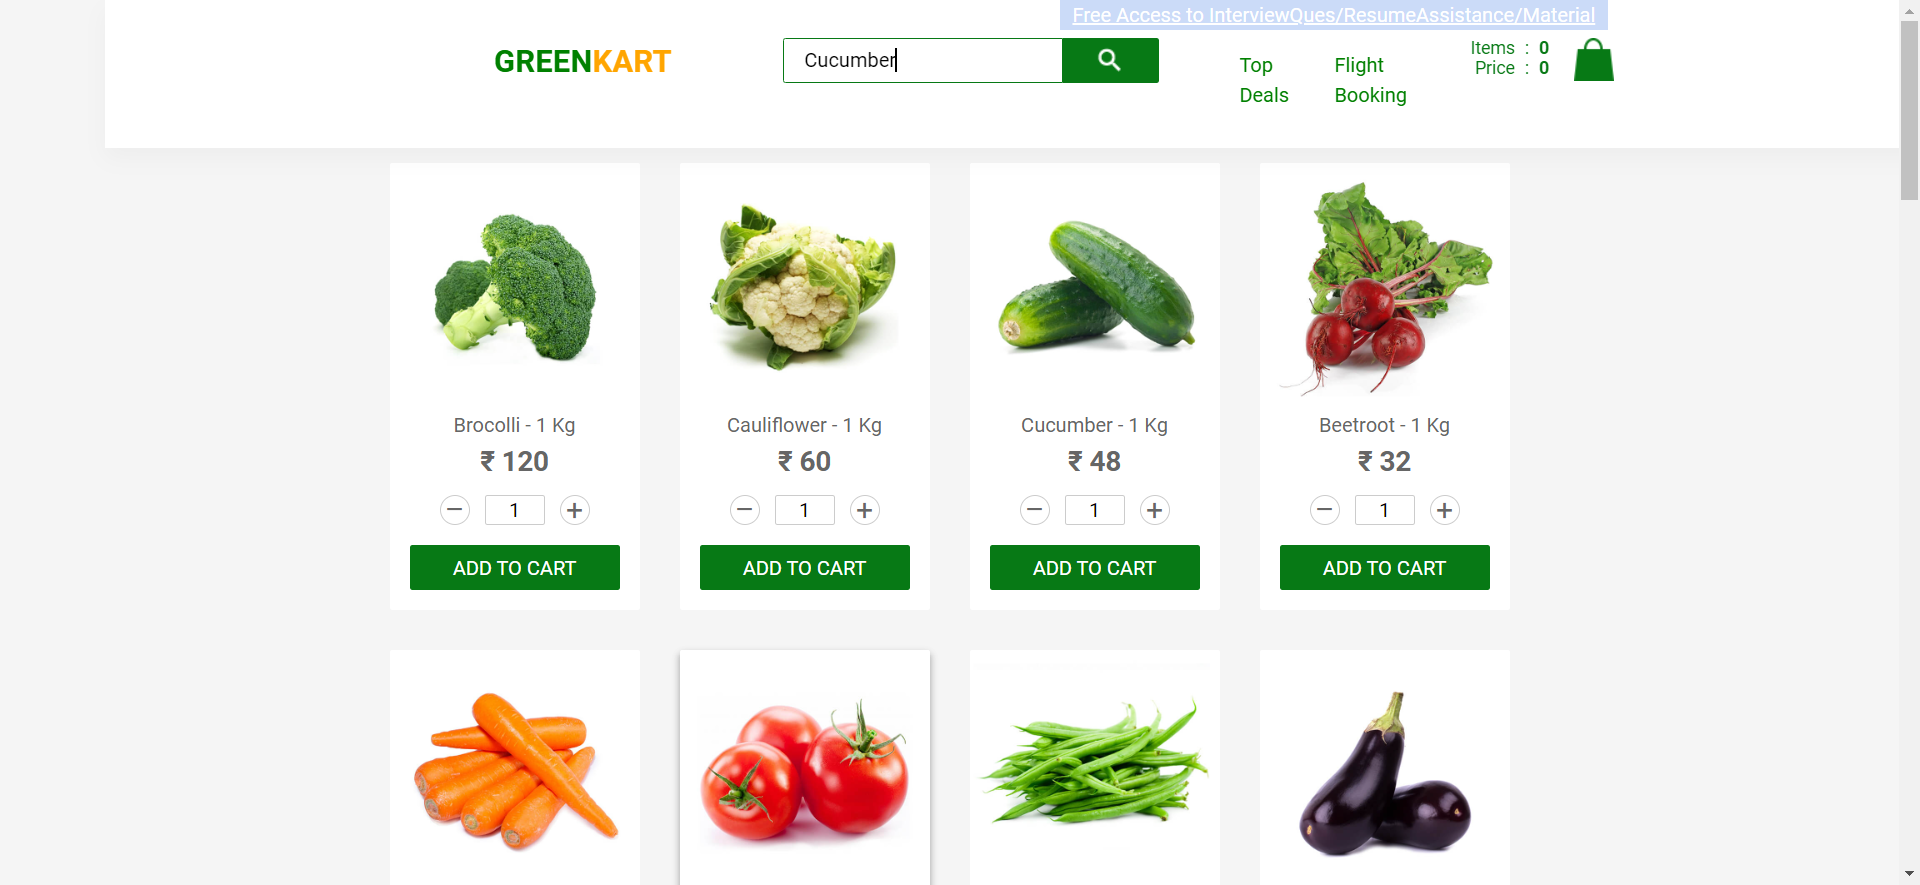 Free Access to InterviewQues/ResumeAssistance/Material
GREENKART
Cucumber
Top
Deals
Flight
Booking
Items : 0
Price : 0
Brocolli - 1 Kg
₹ 120
1
ADD TO CART
Cauliflower - 1 Kg
₹ 60
1
ADD TO CART
Cucumber - 1 Kg
₹ 48
1
ADD TO CART
Beetroot - 1 Kg
₹ 32
1
ADD TO CART